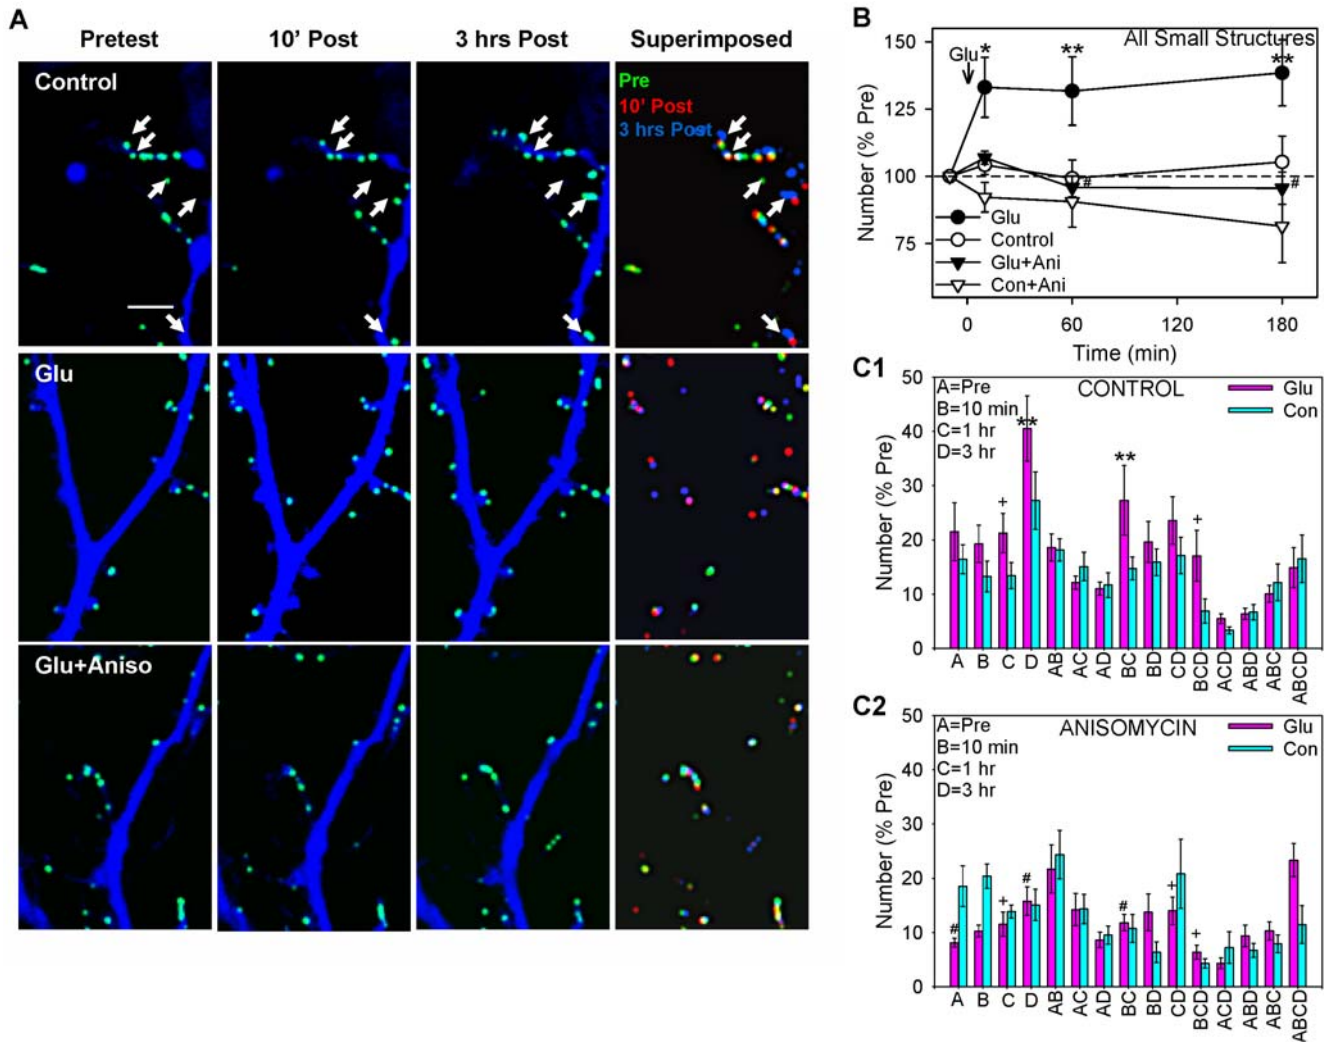 A
Pretest
10' Post
3 hrs Post
Superimposed
Control
Pre
10' Post
3 hrs Post
Glu
Glu+Aniso
B
All Small Structures
Glu
* ** **
150
125
100
75
# #
Number (% Pre)
Glu
Control
Glu+Ani
Con+Ani
0 60 120 180
Time (min)
C1
CONTROL
A=Pre
B=10 min
C=1 hr
D=3 hr
Glu
Con
50
40
30
20
10
0
Number (% Pre)
+ ** ** +
A B C D AB AC AD BC BD CD BCD ACD ABD ABC ABCD
C2
ANISOMYCIN
A=Pre
B=10 min
C=1 hr
D=3 hr
Glu
Con
50
40
30
20
10
0
Number (% Pre)
# + # # + +
A B C D AB AC AD BC BD CD BCD ACD ABD ABC ABCD